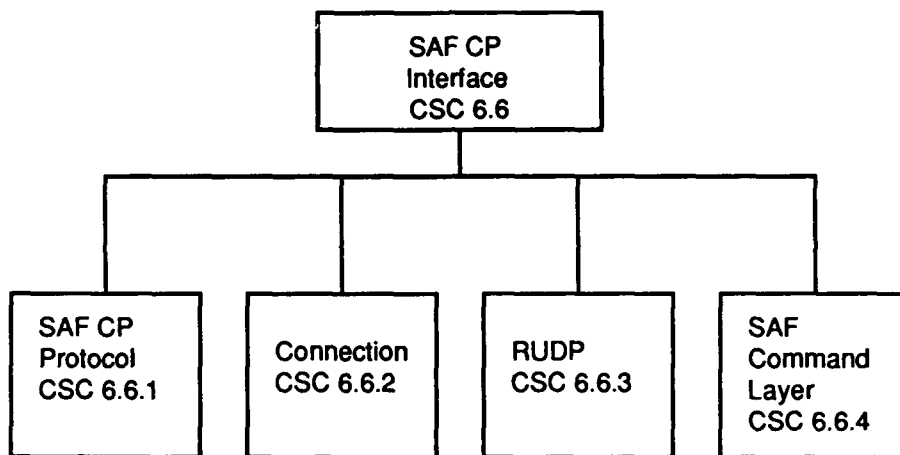 SAF CP
Interface
CSC 6.6
SAF CP
Protocol
CSC 6.6.1
Connection
CSC 6.6.2
RUDP
CSC 6.6.3
SAF
Command
Layer
CSC 6.6.4